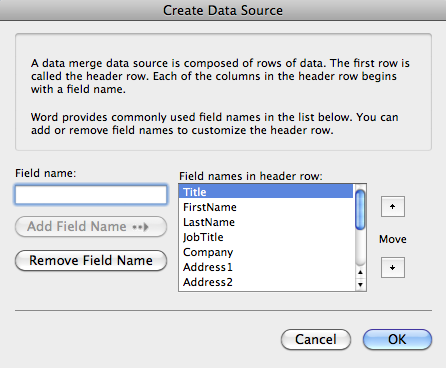 Create Data Source
A data merge data source is composed of rows of data. The first row is
called the header row. Each of the columns in the header row begins
with a field name.
Word provides commonly used field names in the list below. You can
add or remove field names to customize the header row.
Field name:
Field names in header row:
Add Field Name
Remove Field Name
Title
FirstName
LastName
JobTitle
Company
Address1
Address2
Move
Cancel
OK